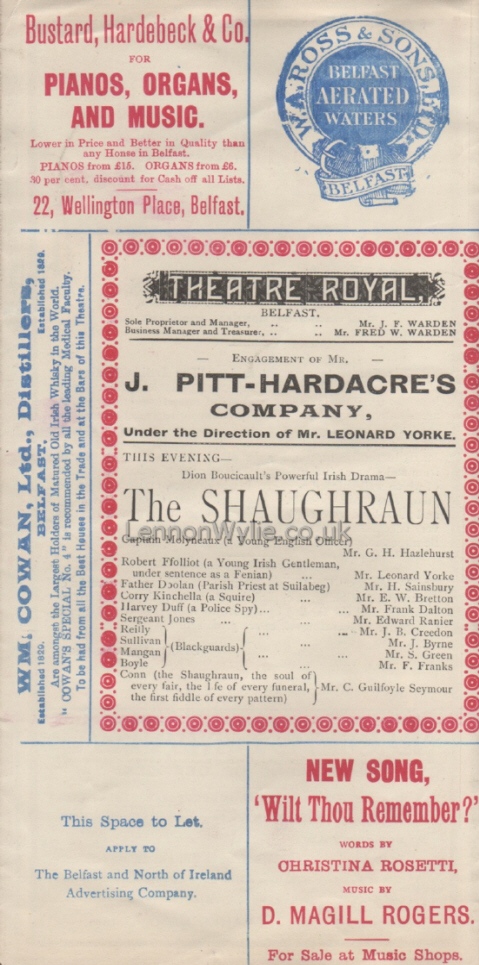 Bustard, Hardebeck & Co.
FOR
PIANOS, ORGANS,
AND MUSIC.
Lower in Price and Better in Quality than
any House in Belfast.
PIANOS from £15. ORGANS from £6.
30 per cent. discount for Cash off all Lists.
22, Wellington Place, Belfast.
W.A. ROSS & SONS. LTD.
BELFAST
AERATED
WATERS
BELFAST
WM. COWAN, Ltd., Distillers,
Established 1829. BELFAST Established 1829.
Are amongst the Largest Holders of Matured Old Irish Whisky in the World.
"COWAN'S SPECIAL No. 4" is recommended by all the leading Medical Faculty.
To be had from all the Best Houses in the Trade and at the Bars of this Theatre.
THEATRE ROYAL,
BELFAST.
Sole Proprietor and Manager, .. .. Mr. J. F. WARDEN
Business Manager and Treasurer, .. .. Mr. FRED W. WARDEN
— ENGAGEMENT OF MR. —
J. PITT-HARDACRE'S
COMPANY,
Under the Direction of Mr. LEONARD YORKE.
THIS EVENING—
Dion Boucicault's Powerful Irish Drama—
The SHAUGHRAUN
LennonWylie.co.uk
Captain Molyneaux (a Young English Officer)
Mr. G. H. Hazlehurst
Robert Ffolliot (a Young Irish Gentleman,
under sentence as a Fenian) ... Mr. Leonard Yorke
Father Doolan (Parish Priest at Suilabeg) Mr. H. Sainsbury
Corry Kinchella (a Squire) ... Mr. E. W. Bretton
Harvey Duff (a Police Spy)... ... Mr. Frank Dalton
Sergeant Jones ... ... Mr. Edward Ranier
Reilly ... ... Mr. J. B. Creedon
Sullivan (Blackguards) ... Mr. J. Byrne
Mangan ... ... Mr. S. Green
Boyle ... ... Mr. F. Franks
Conn (the Shaughraun, the soul of
every fair, the life of every funeral, Mr. C. Guilfoyle Seymour
the first fiddle of every pattern)
This Space to Let.
APPLY TO
The Belfast and North of Ireland
Advertising Company.
NEW SONG,
'Wilt Thou Remember?'
WORDS BY
CHRISTINA ROSETTI,
MUSIC BY
D. MAGILL ROGERS.
For Sale at Music Shops.